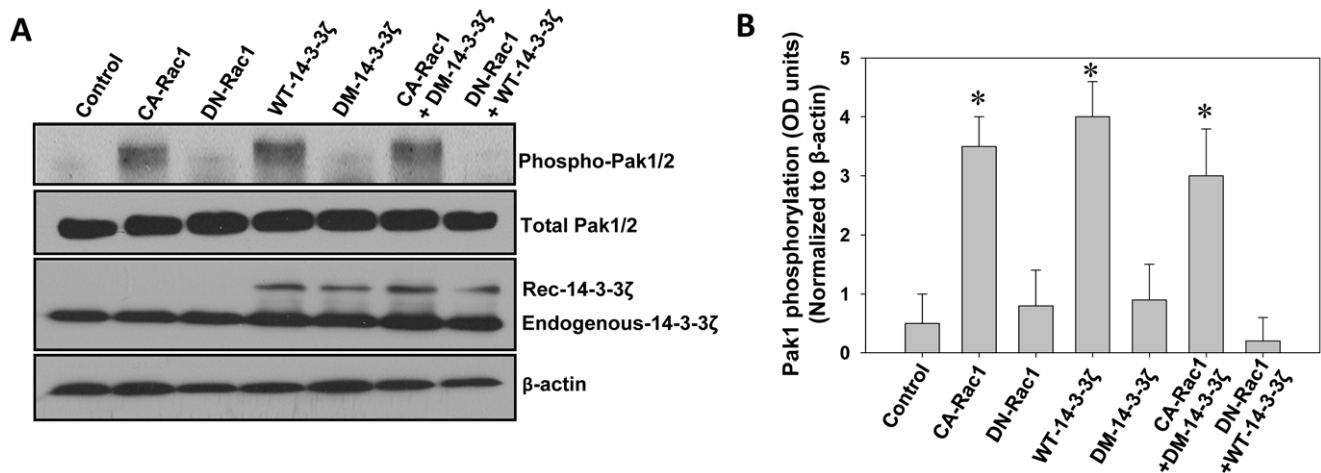 A
Control
CA-Rac1
DN-Rac1
WT-14-3-3ζ
DM-14-3-3ζ
CA-Rac1
+ DM-14-3-3ζ
DN-Rac1
+ WT-14-3-3ζ
Phospho-Pak1/2
Total Pak1/2
Rec-14-3-3ζ
Endogenous-14-3-3ζ
β-actin
B
Pak1 phosphorylation (OD units)
(Normalized to β-actin)
5
4
3
2
1
0
*
*
*
Control
CA-Rac1
DN-Rac1
WT-14-3-3ζ
DM-14-3-3ζ
CA-Rac1
+DM-14-3-3ζ
DN-Rac1
+WT-14-3-3ζ